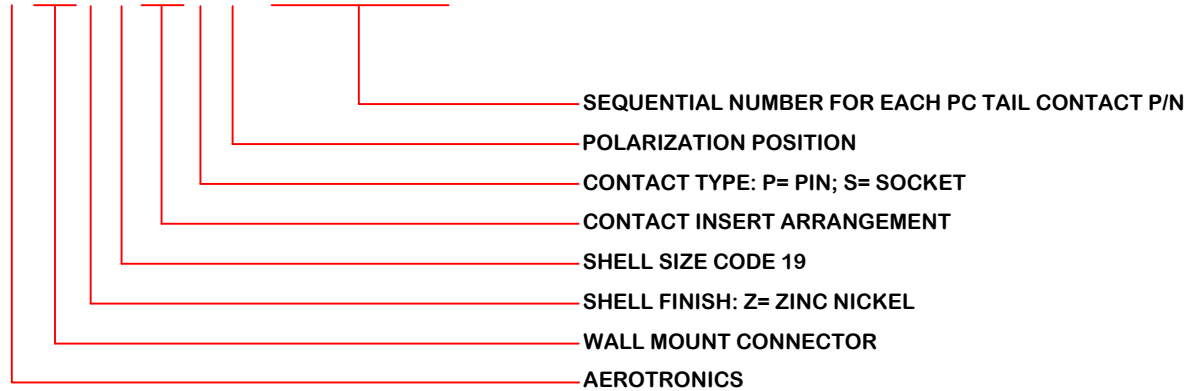 SEQUENTIAL NUMBER FOR EACH PC TAIL CONTACT P/N
POLARIZATION POSITION
CONTACT TYPE: P= PIN; S= SOCKET
CONTACT INSERT ARRANGEMENT
SHELL SIZE CODE 19
SHELL FINISH: Z= ZINC NICKEL
WALL MOUNT CONNECTOR
AEROTRONICS